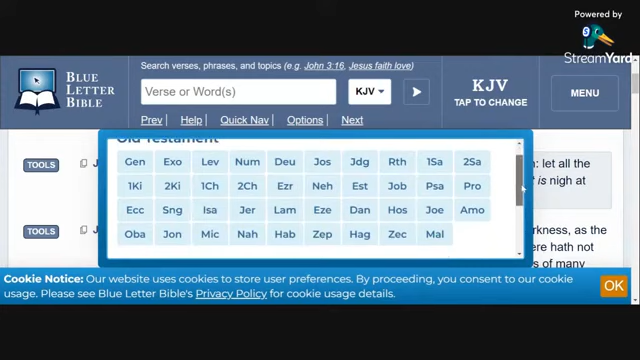 Powered by
StreamYard
Search verses, phrases, and topics (e.g. John 3:16, Jesus faith love)
BLUE
LETTER
BIBLE
Verse or Word(s)
KJV
KJV
TAP TO CHANGE
MENU
Prev | Help | Quick Nav | Options | Next
Old Testament
TOOLS
J
: let all the
is nigh at
Gen Exo Lev Num Deu Jos Jdg Rth 1Sa 2Sa
1Ki 2Ki 1Ch 2Ch Ezr Neh Est Job Psa Pro
Ecc Sng Isa Jer Lam Eze Dan Hos Joe Amo
Oba Jon Mic Nah Hab Zep Hag Zec Mal
TOOLS
J
rkness, as the
ere hath not
s of many
Cookie Notice: Our website uses cookies to store user preferences. By proceeding, you consent to our cookie
usage. Please see Blue Letter Bible's Privacy Policy for cookie usage details.
OK